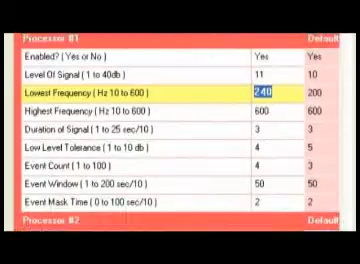 Processor #1 Default
Enabled? ( Yes or No ) Yes Yes
Level Of Signal ( 1 to 40db ) 11 10
Lowest Frequency ( Hz 10 to 600 ) 240 200
Highest Frequency ( Hz 10 to 600 ) 600 600
Duration of Signal ( 1 to 25 sec/10 ) 3 3
Low Level Tolerance ( 1 to 10 db ) 4 5
Event Count ( 1 to 100 ) 4 3
Event Window ( 1 to 200 sec/10 ) 50 50
Event Mask Time ( 0 to 100 sec/10 ) 2 2
Processor #2 Default